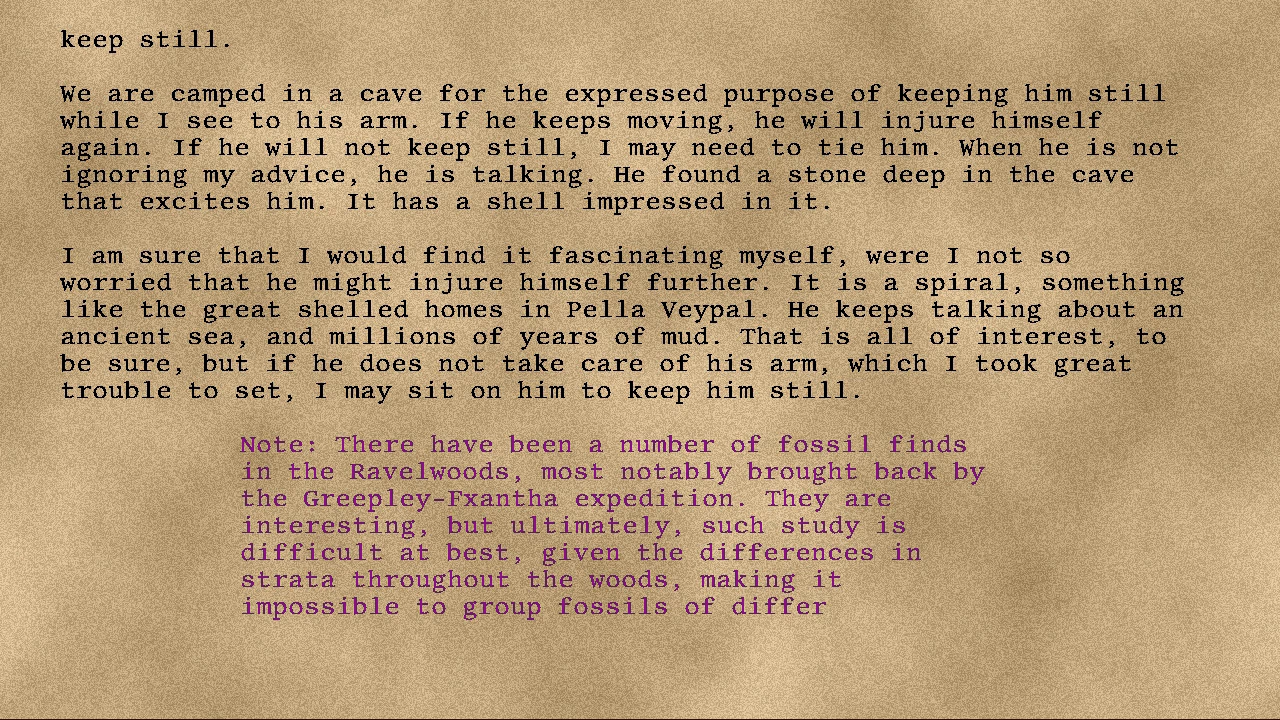 keep still.
We are camped in a cave for the expressed purpose of keeping him still
while I see to his arm. If he keeps moving, he will injure himself
again. If he will not keep still, I may need to tie him. When he is not
ignoring my advice, he is talking. He found a stone deep in the cave
that excites him. It has a shell impressed in it.
I am sure that I would find it fascinating myself, were I not so
worried that he might injure himself further. It is a spiral, something
like the great shelled homes in Pella Veypal. He keeps talking about an
ancient sea, and millions of years of mud. That is all of interest, to
be sure, but if he does not take care of his arm, which I took great
trouble to set, I may sit on him to keep him still.
Note: There have been a number of fossil finds
in the Ravelwoods, most notably brought back by
the Greepley-Fxantha expedition. They are
interesting, but ultimately, such study is
difficult at best, given the differences in
strata throughout the woods, making it
impossible to group fossils of differ